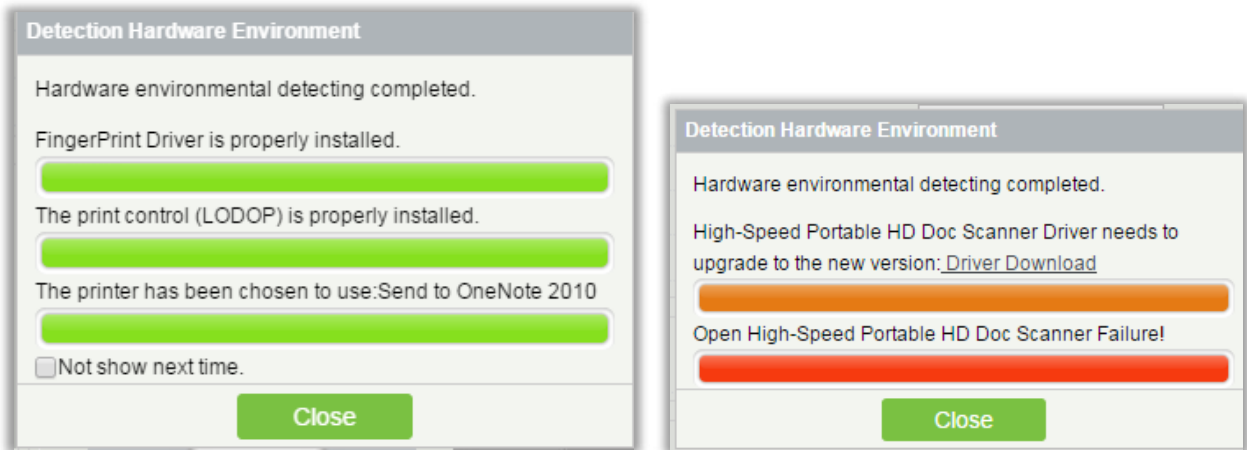 Detection Hardware Environment
Hardware environmental detecting completed.
FingerPrint Driver is properly installed.
The print control (LODOP) is properly installed.
The printer has been chosen to use:Send to OneNote 2010
Not show next time.
Close
Detection Hardware Environment
Hardware environmental detecting completed.
High-Speed Portable HD Doc Scanner Driver needs to
upgrade to the new version: Driver Download
Open High-Speed Portable HD Doc Scanner Failure!
Close